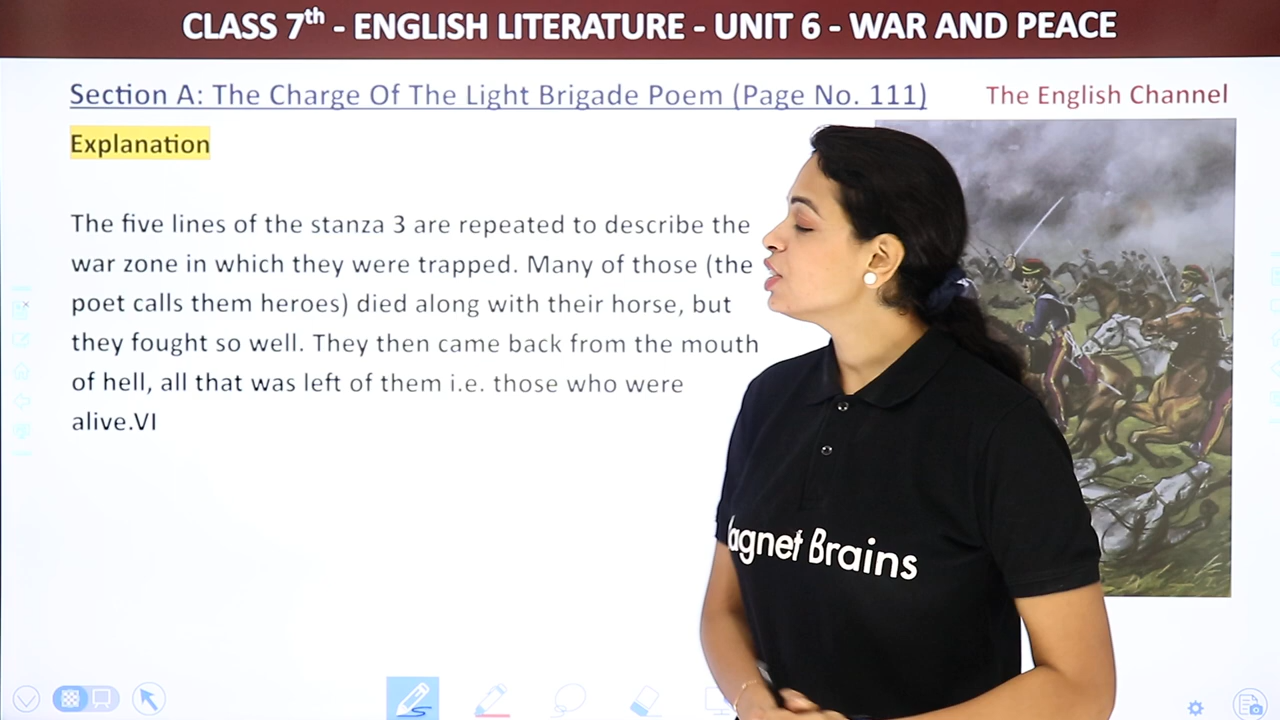 CLASS 7th - ENGLISH LITERATURE - UNIT 6 - WAR AND PEACE
Section A: The Charge Of The Light Brigade Poem (Page No. 111)
The English Channel
Explanation
The five lines of the stanza 3 are repeated to describe the
war zone in which they were trapped. Many of those (the
poet calls them heroes) died along with their horse, but
they fought so well. They then came back from the mouth
of hell, all that was left of them i.e. those who were
alive.VI
agnet Brains